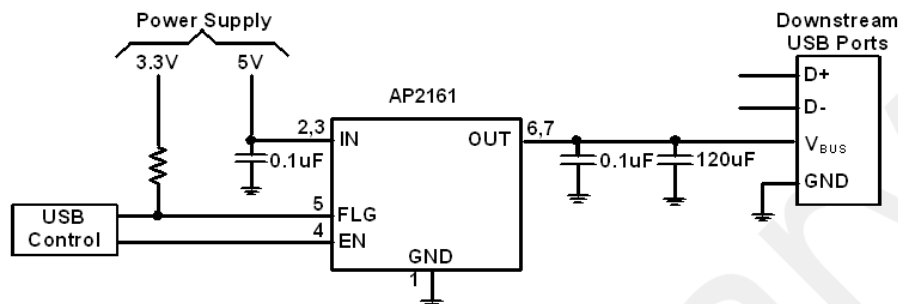 Power Supply
3.3V
5V
Downstream
USB Ports
D+
D-
VBUS
GND
AP2161
2,3
IN
OUT
6,7
0.1uF
0.1uF
120uF
5
FLG
4
EN
GND
1
USB
Control